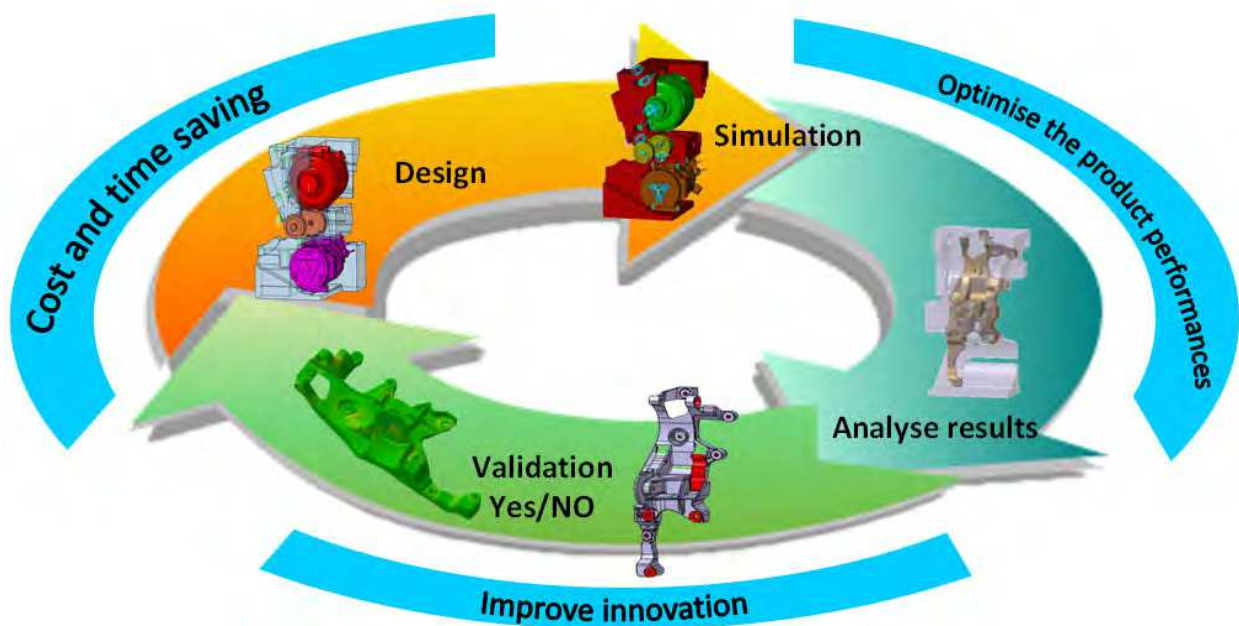 Cost and time saving
Design
Simulation
Optimise the product performances
Analyse results
Validation
Yes/NO
Improve innovation